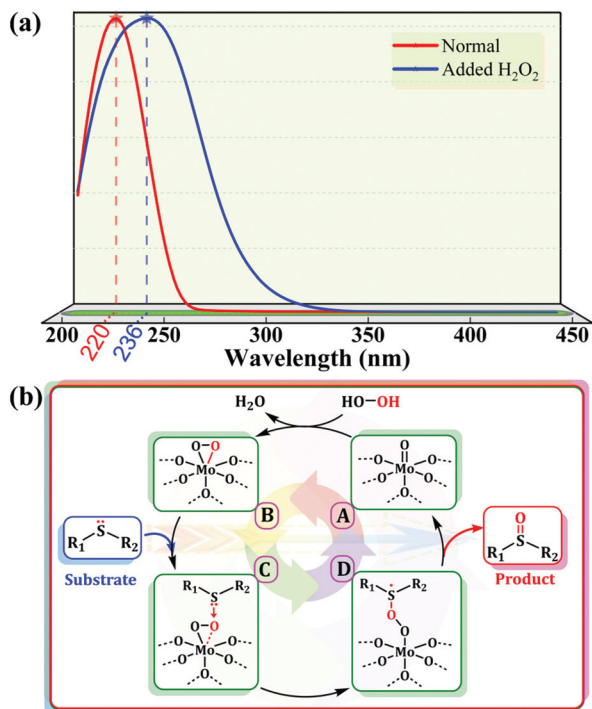 (a)
Normal
Added H₂O₂
200
250
300
350
400
450
220
236
Wavelength (nm)
(b)
H₂O
HO—OH
O—O
Mo
O
O
O
O
O
O
Mo
O
O
O
O
O
B
A
S
R₁
R₂
Substrate
O
S
R₁
R₂
Product
C
D
R₁
R₂
S
O—O
Mo
O
O
O
O
O
R₁
R₂
S
O
O
Mo
O
O
O
O
O